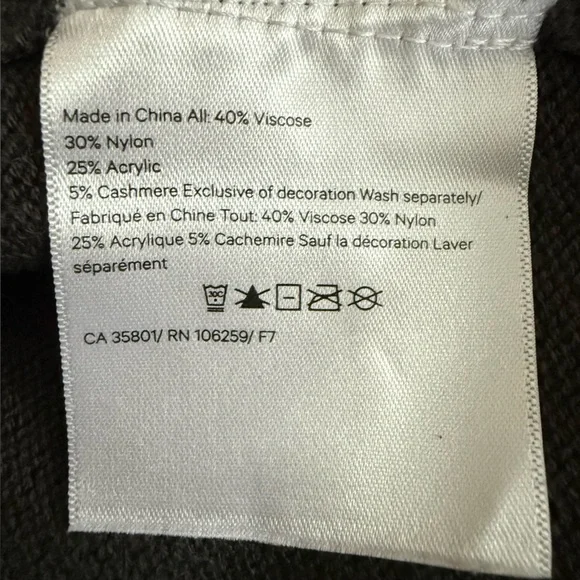 Made in China All: 40% Viscose
30% Nylon
25% Acrylic
5% Cashmere Exclusive of decoration Wash separately/
Fabriqué en Chine Tout: 40% Viscose 30% Nylon
25% Acrylique 5% Cachemire Sauf la décoration Laver
séparément
30C
CA 35801/ RN 106259/ F7